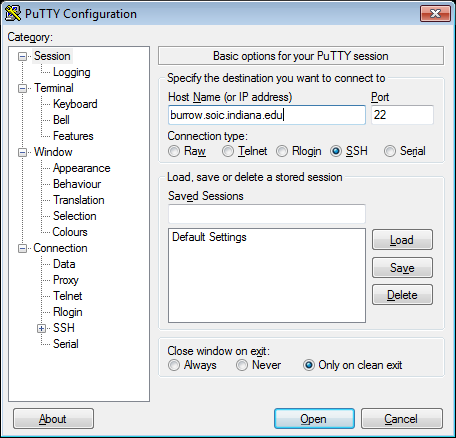 PuTTY Configuration
Category:
Session
Logging
Terminal
Keyboard
Bell
Features
Window
Appearance
Behaviour
Translation
Selection
Colours
Connection
Data
Proxy
Telnet
Rlogin
SSH
Serial
Basic options for your PuTTY session
Specify the destination you want to connect to
Host Name (or IP address) Port
burrow.soic.indiana.edu 22
Connection type:
Raw Telnet Rlogin SSH Serial
Load, save or delete a stored session
Saved Sessions
Default Settings
Load
Save
Delete
Close window on exit:
Always Never Only on clean exit
About Open Cancel